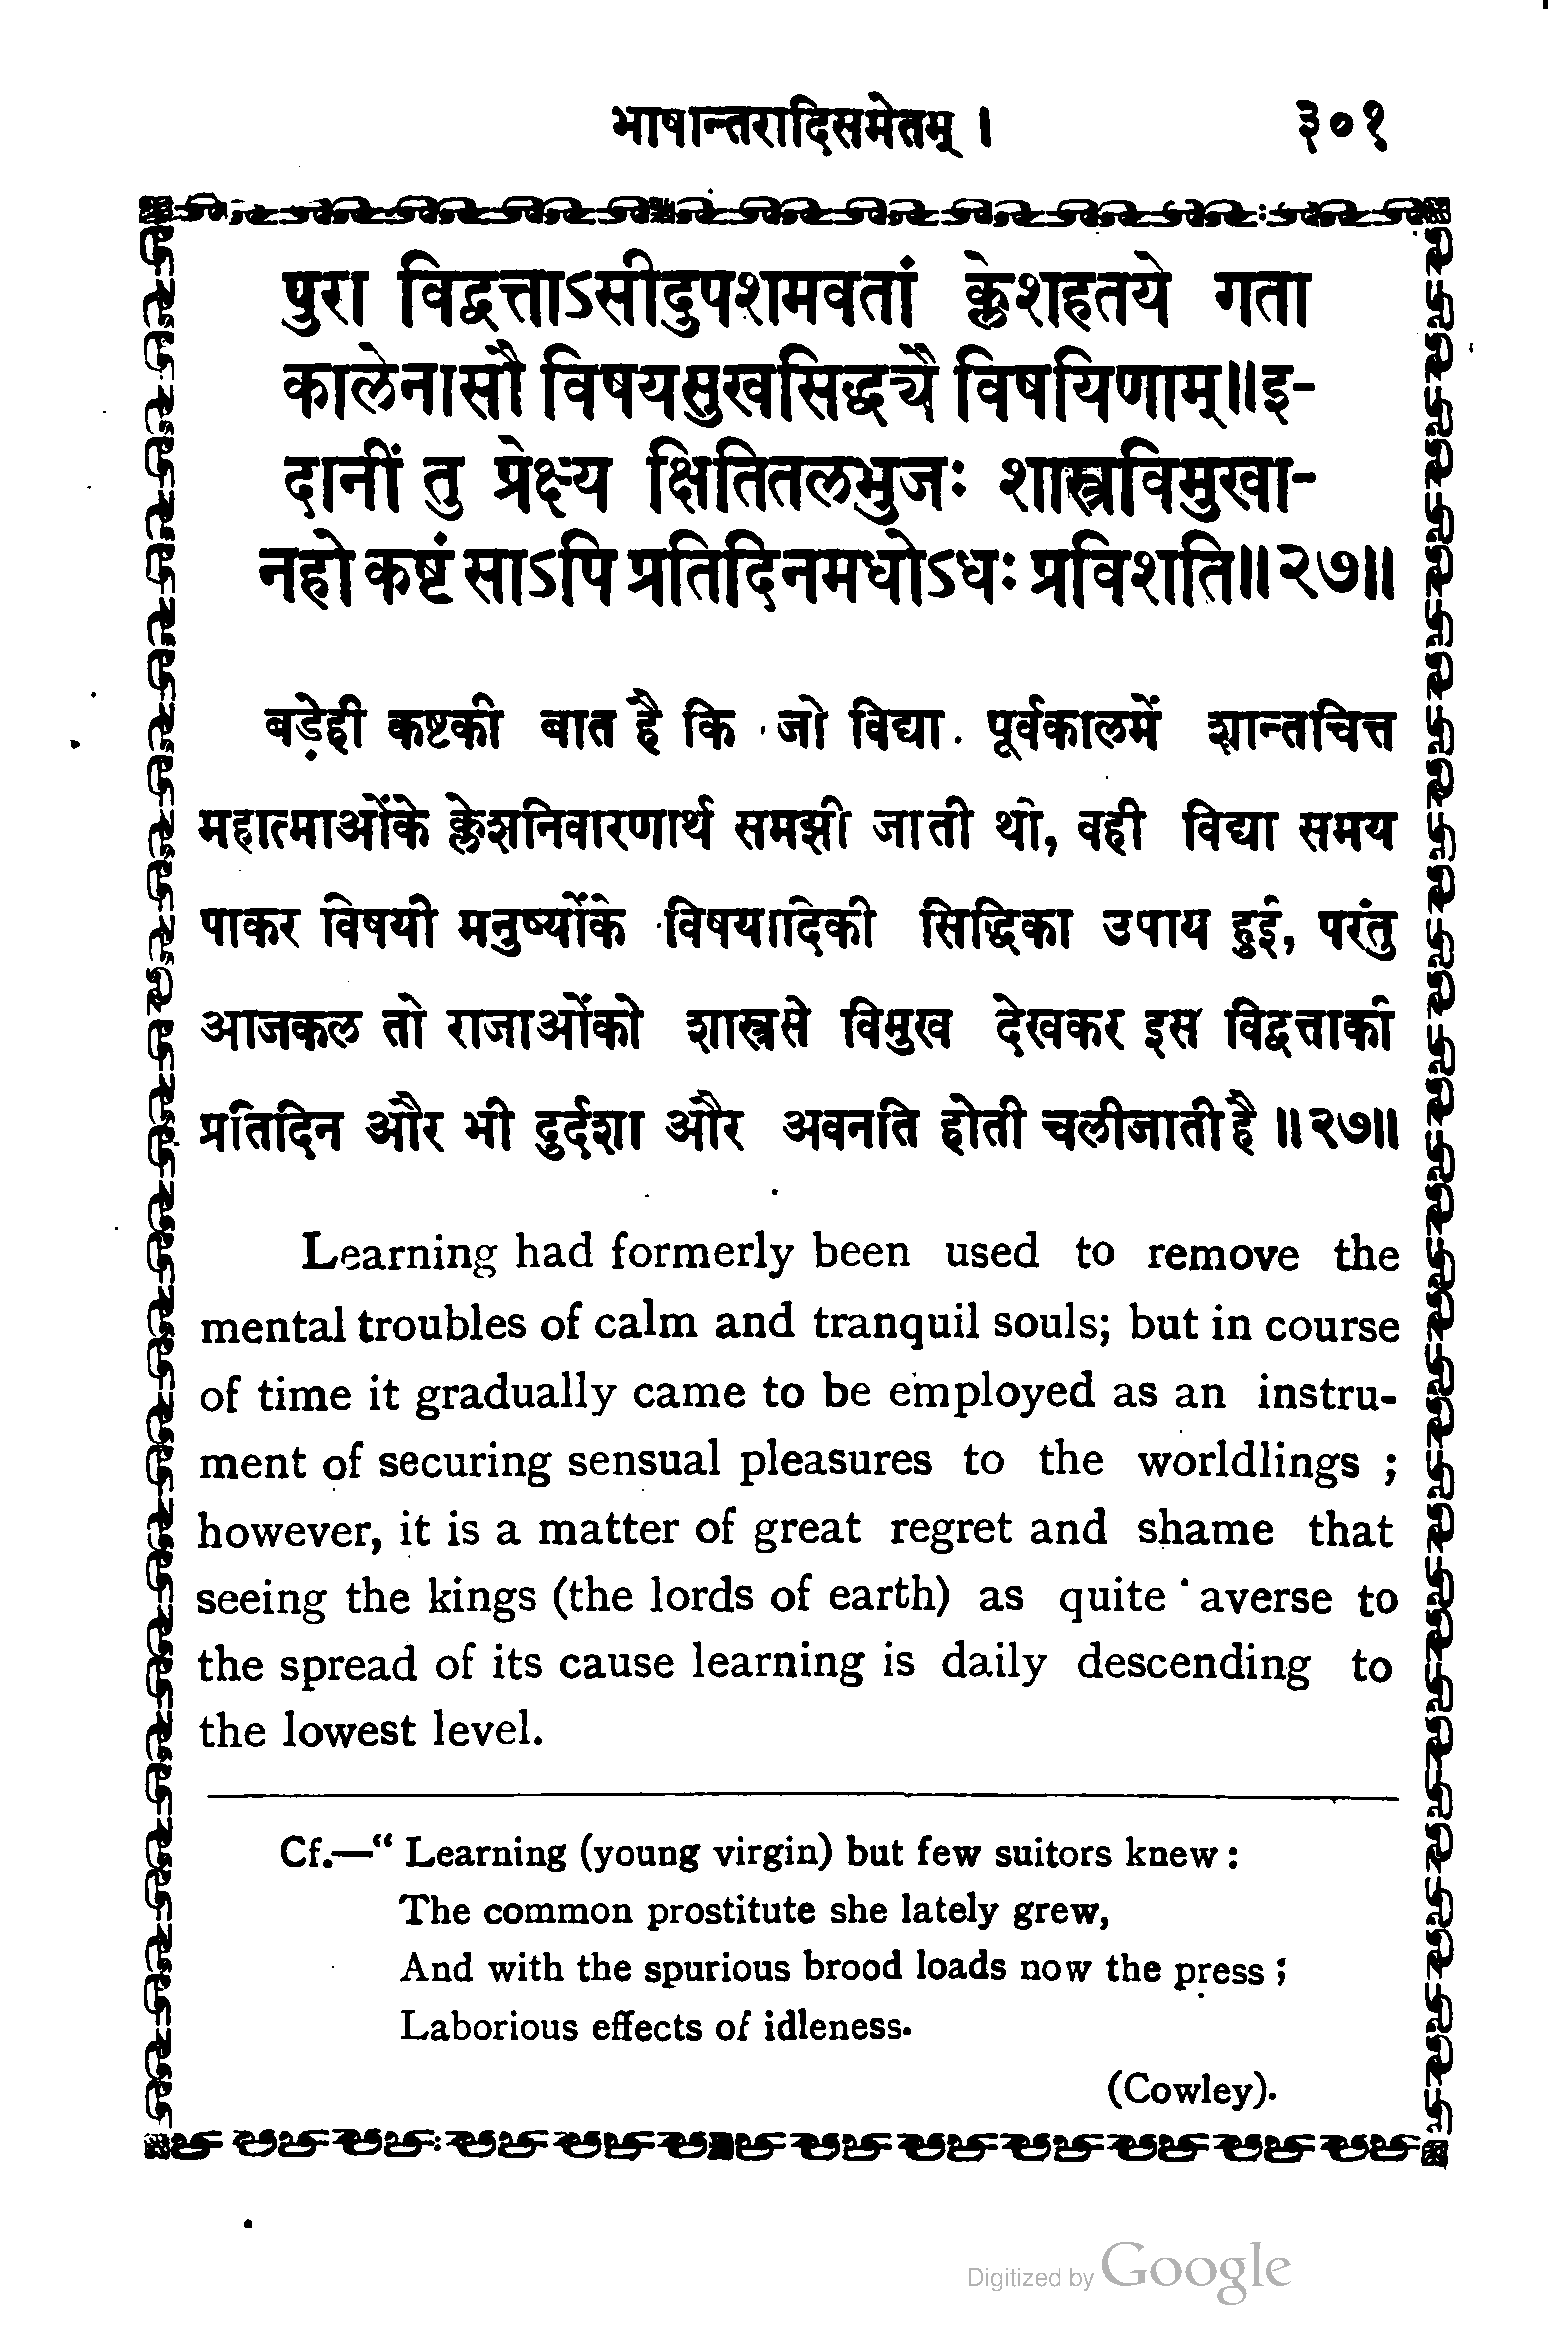 भाषान्तरादिसमेतम् । ३०१
पुरा विद्वत्ताऽसीदुपशमवतां क्लेशहतये गता
कालेनासौ विषयसुखसिद्ध्यै विषयिणाम्॥इ-
दानीं तु प्रेक्ष्य क्षितितलभुजः शास्त्रविमुखा-
नहो कष्टं साऽपि प्रतिदिनमधोऽधः प्रविशति॥२७॥
बड़ेही कष्टकी बात है कि जो विद्या पूर्वकालमें शान्तचित्त
महात्माओंके क्लेशनिवारणार्थ समझी जाती थी, वही विद्या समय
पाकर विषयी मनुष्योंके विषयादिकी सिद्धिका उपाय हुई, परंतु
आजकल तो राजाओंको शास्त्रसे विमुख देखकर इस विद्वत्ताकी
प्रतिदिन और भी दुर्दशा और अवनति होती चलीजाती है ॥२७॥
Learning had formerly been used to remove the
mental troubles of calm and tranquil souls; but in course
of time it gradually came to be employed as an instru-
ment of securing sensual pleasures to the worldlings ;
however, it is a matter of great regret and shame that
seeing the kings (the lords of earth) as quite averse to
the spread of its cause learning is daily descending to
the lowest level.
Cf.—“ Learning (young virgin) but few suitors knew :
The common prostitute she lately grew,
And with the spurious brood loads now the press ;
Laborious effects of idleness.
(Cowley).
Digitized by Google